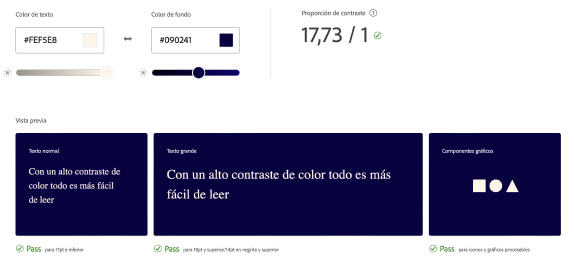 Color de texto
Color de fondo
Proporción de contraste ?
#FEF5E8
#090241
17,73 / 1
Vista previa
Texto normal
Con un alto contraste de
color todo es más fácil
de leer
Texto grande
Con un alto contraste de color todo es más
fácil de leer
Componentes gráficos
Pass para 17pt e inferior
Pass para 18pt y superior/14pt en negrita y superior
Pass para iconos y gráficos procesables